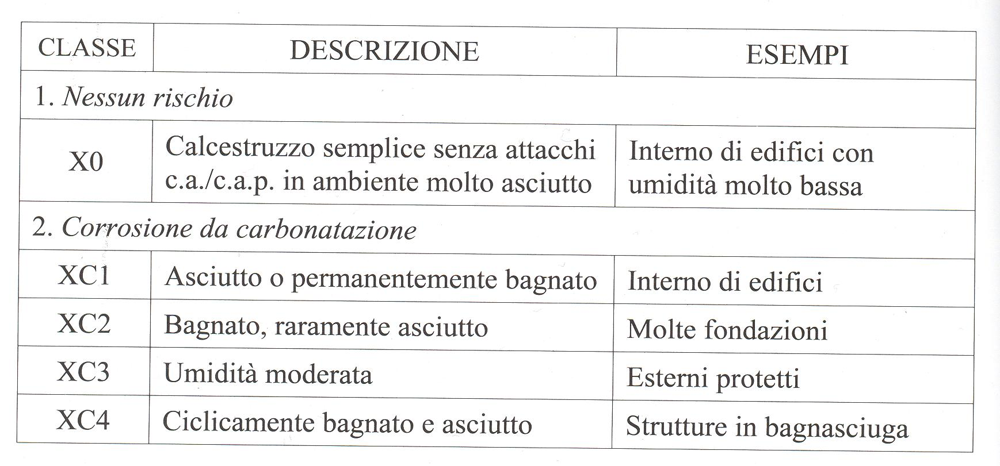 CLASSE DESCRIZIONE ESEMPI
1. Nessun rischio
X0 Calcestruzzo semplice senza attacchi Interno di edifici con
c.a./c.a.p. in ambiente molto asciutto umidità molto bassa
2. Corrosione da carbonatazione
XC1 Asciutto o permanentemente bagnato Interno di edifici
XC2 Bagnato, raramente asciutto Molte fondazioni
XC3 Umidità moderata Esterni protetti
XC4 Ciclicamente bagnato e asciutto Strutture in bagnasciuga